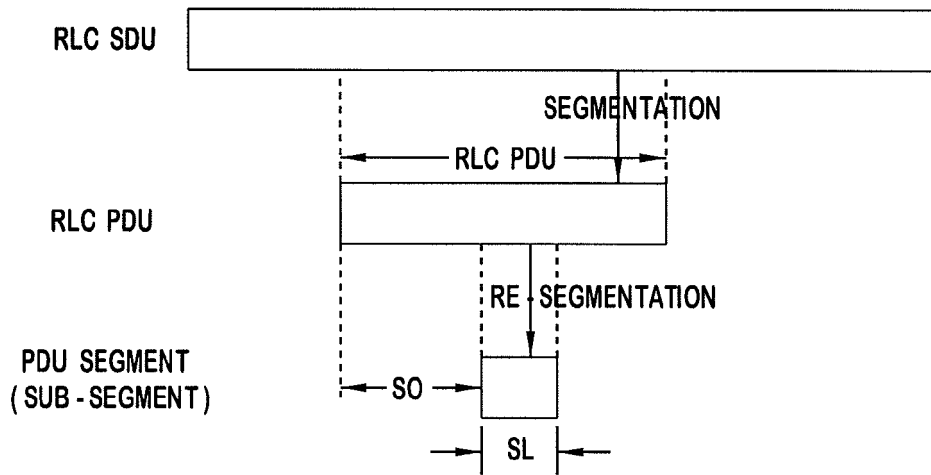 RLC SDU
SEGMENTATION
RLC PDU
RLC PDU
RE - SEGMENTATION
PDU SEGMENT
( SUB - SEGMENT )
SO
SL